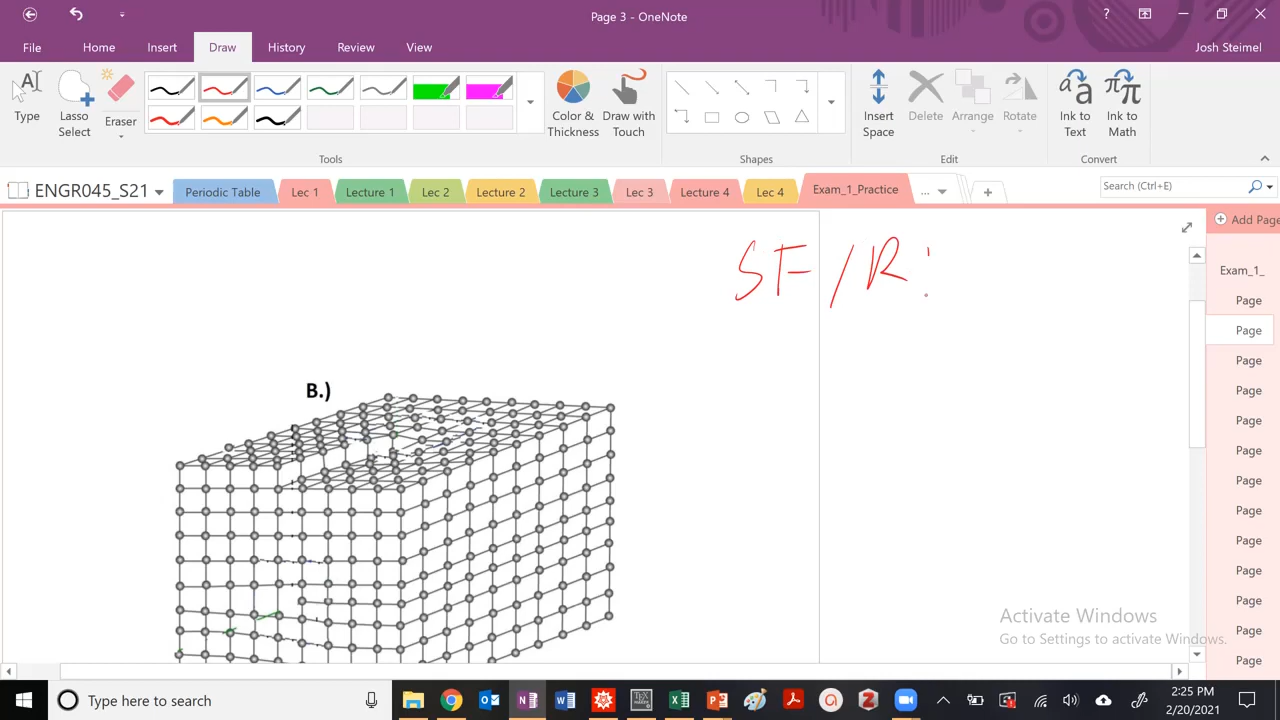 Page 3 - OneNote
File Home Insert Draw History Review View Josh Steimel
Type Lasso Select Eraser Color & Thickness Draw with Touch Insert Space Delete Arrange Rotate Ink to Text Ink to Math
Tools Shapes Edit Convert
ENGR045_S21 Periodic Table Lec 1 Lecture 1 Lec 2 Lecture 2 Lecture 3 Lec 3 Lecture 4 Lec 4 Exam_1_Practice ... Search (Ctrl+E)
Add Page
SF/R:
Exam_1_
Page
Page
Page
Page
B.)
Page
Page
Page
Page
Page
Page
Page
Page
Page
Activate Windows
Go to Settings to activate Windows.
Type here to search
2:25 PM
2/20/2021